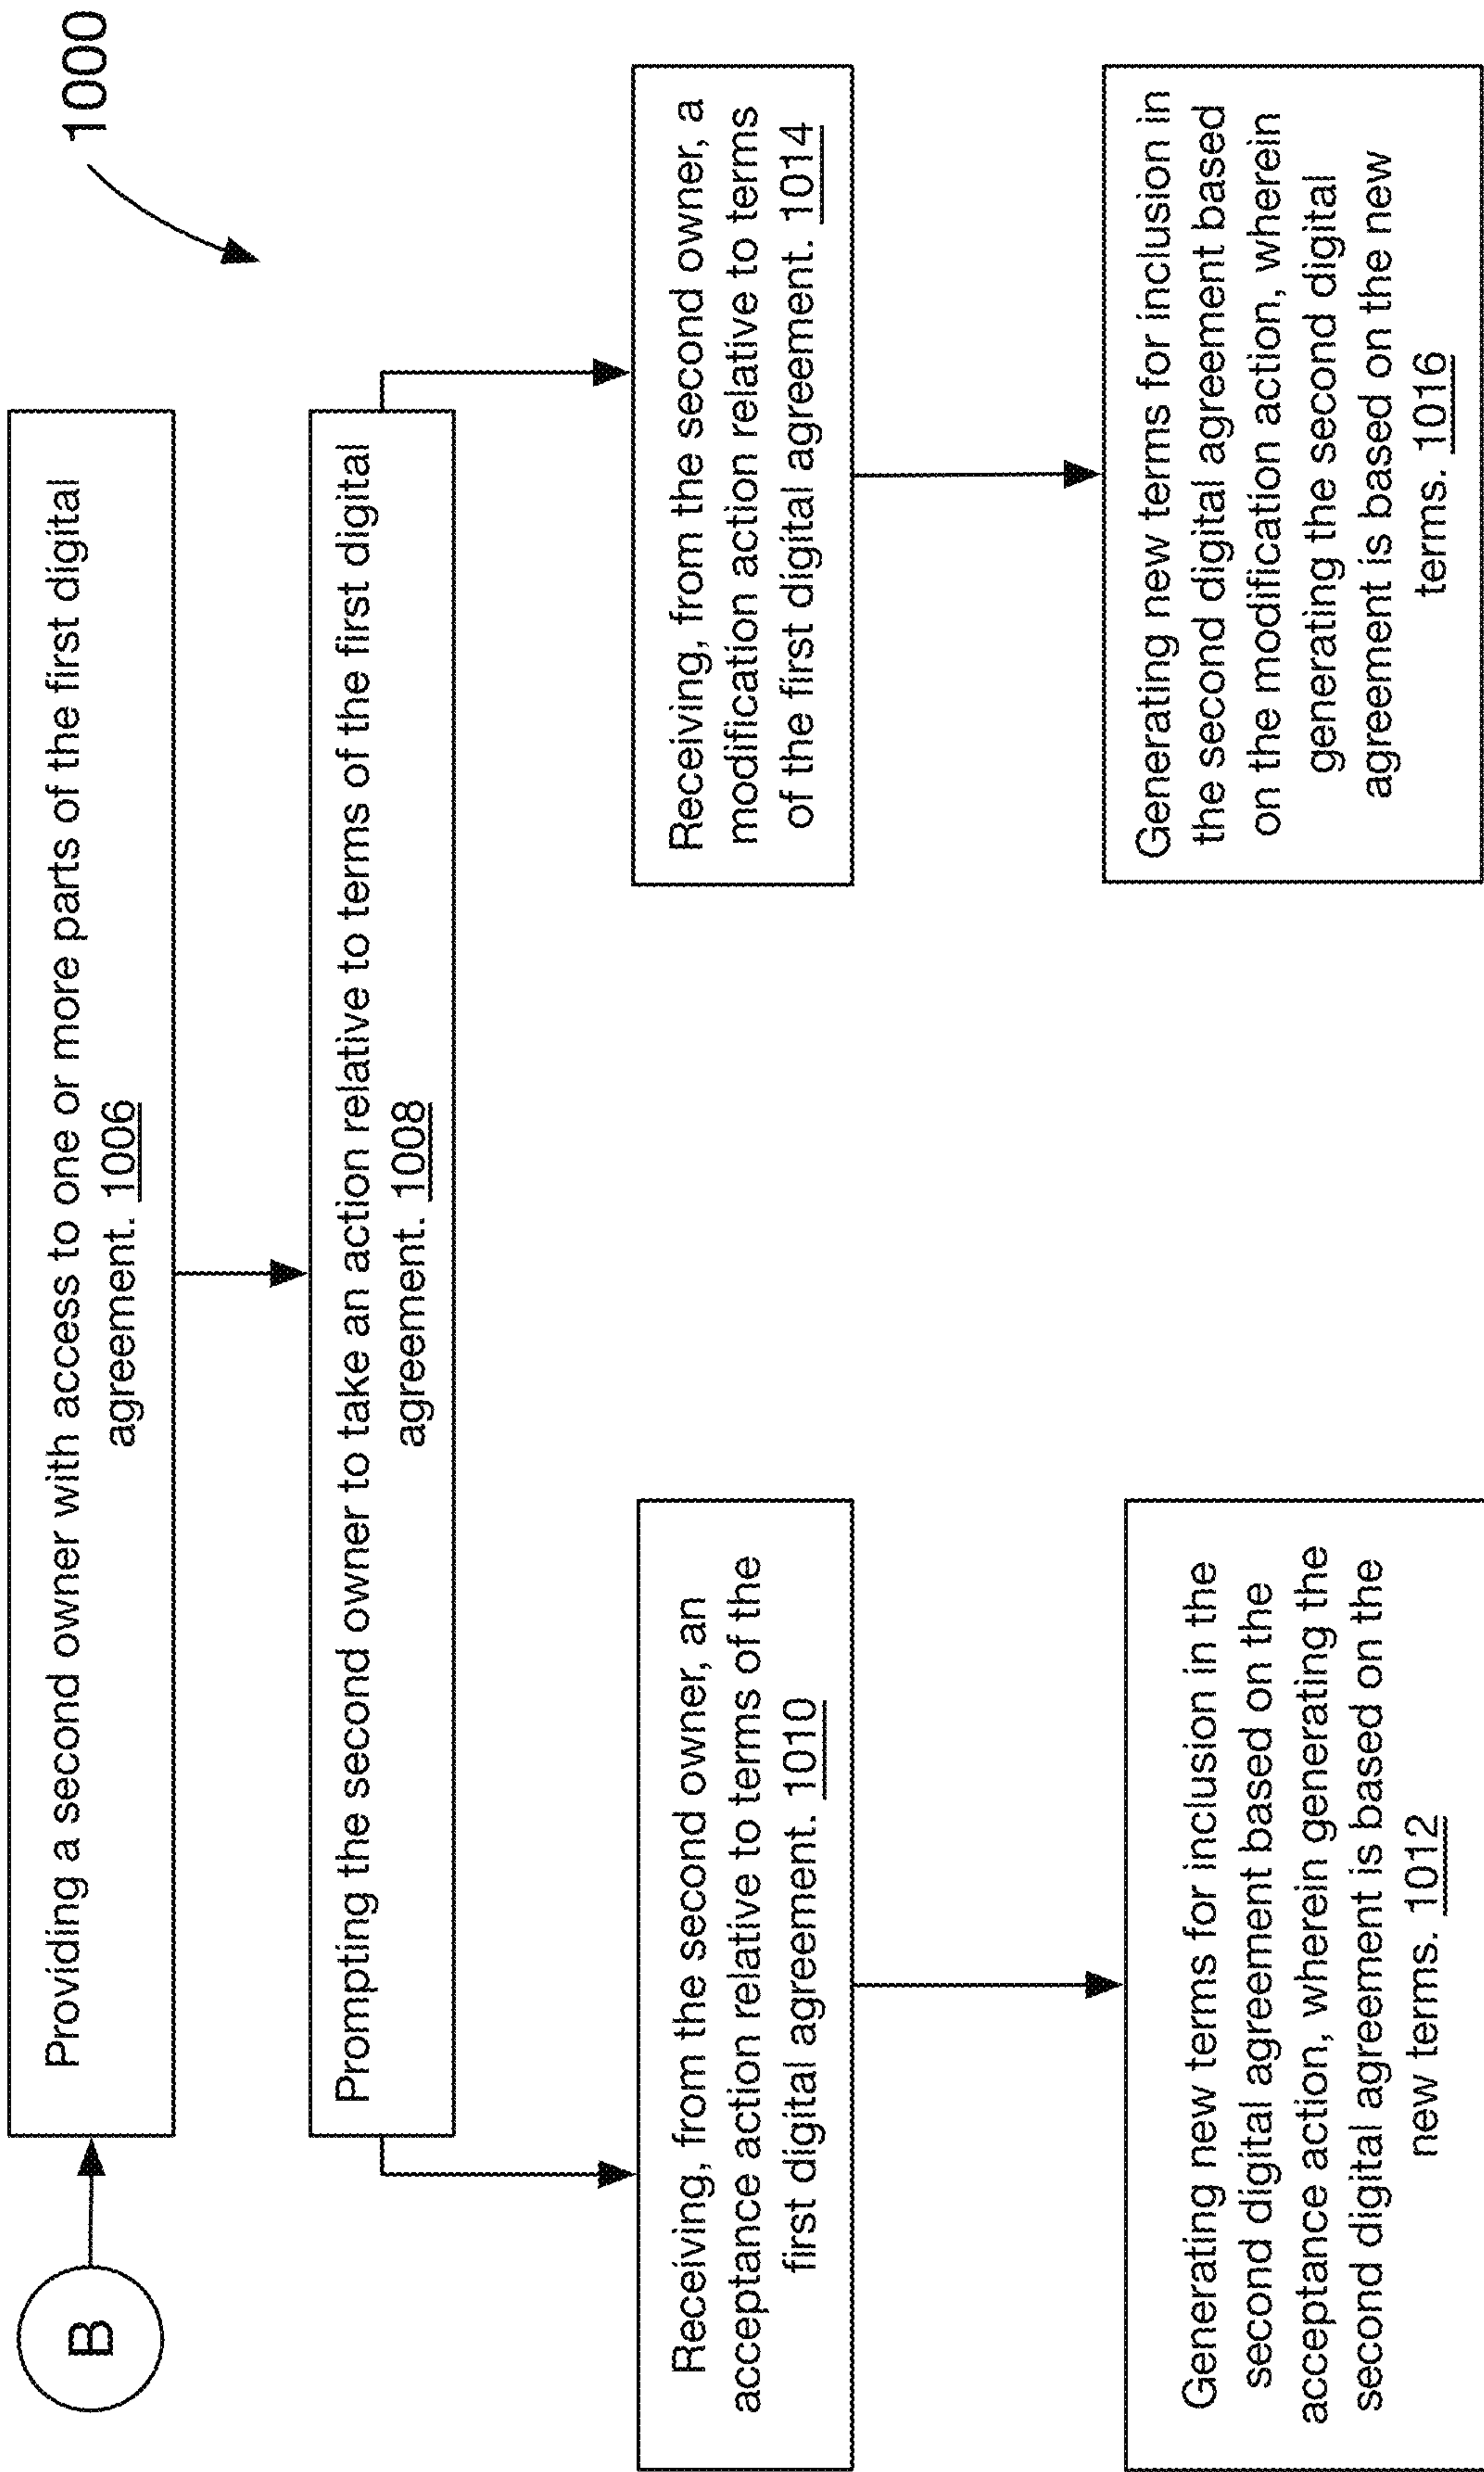 1000
B
Providing a second owner with access to one or more parts of the first digital
agreement. 1006
Prompting the second owner to take an action relative to terms of the first digital
agreement. 1008
Receiving, from the second owner, an
acceptance action relative to terms of the
first digital agreement. 1010
Receiving, from the second owner, a
modification action relative to terms
of the first digital agreement. 1014
Generating new terms for inclusion in the
second digital agreement based on the
acceptance action, wherein generating the
second digital agreement is based on the
new terms. 1012
Generating new terms for inclusion in
the second digital agreement based
on the modification action, wherein
generating the second digital
agreement is based on the new
terms. 1016